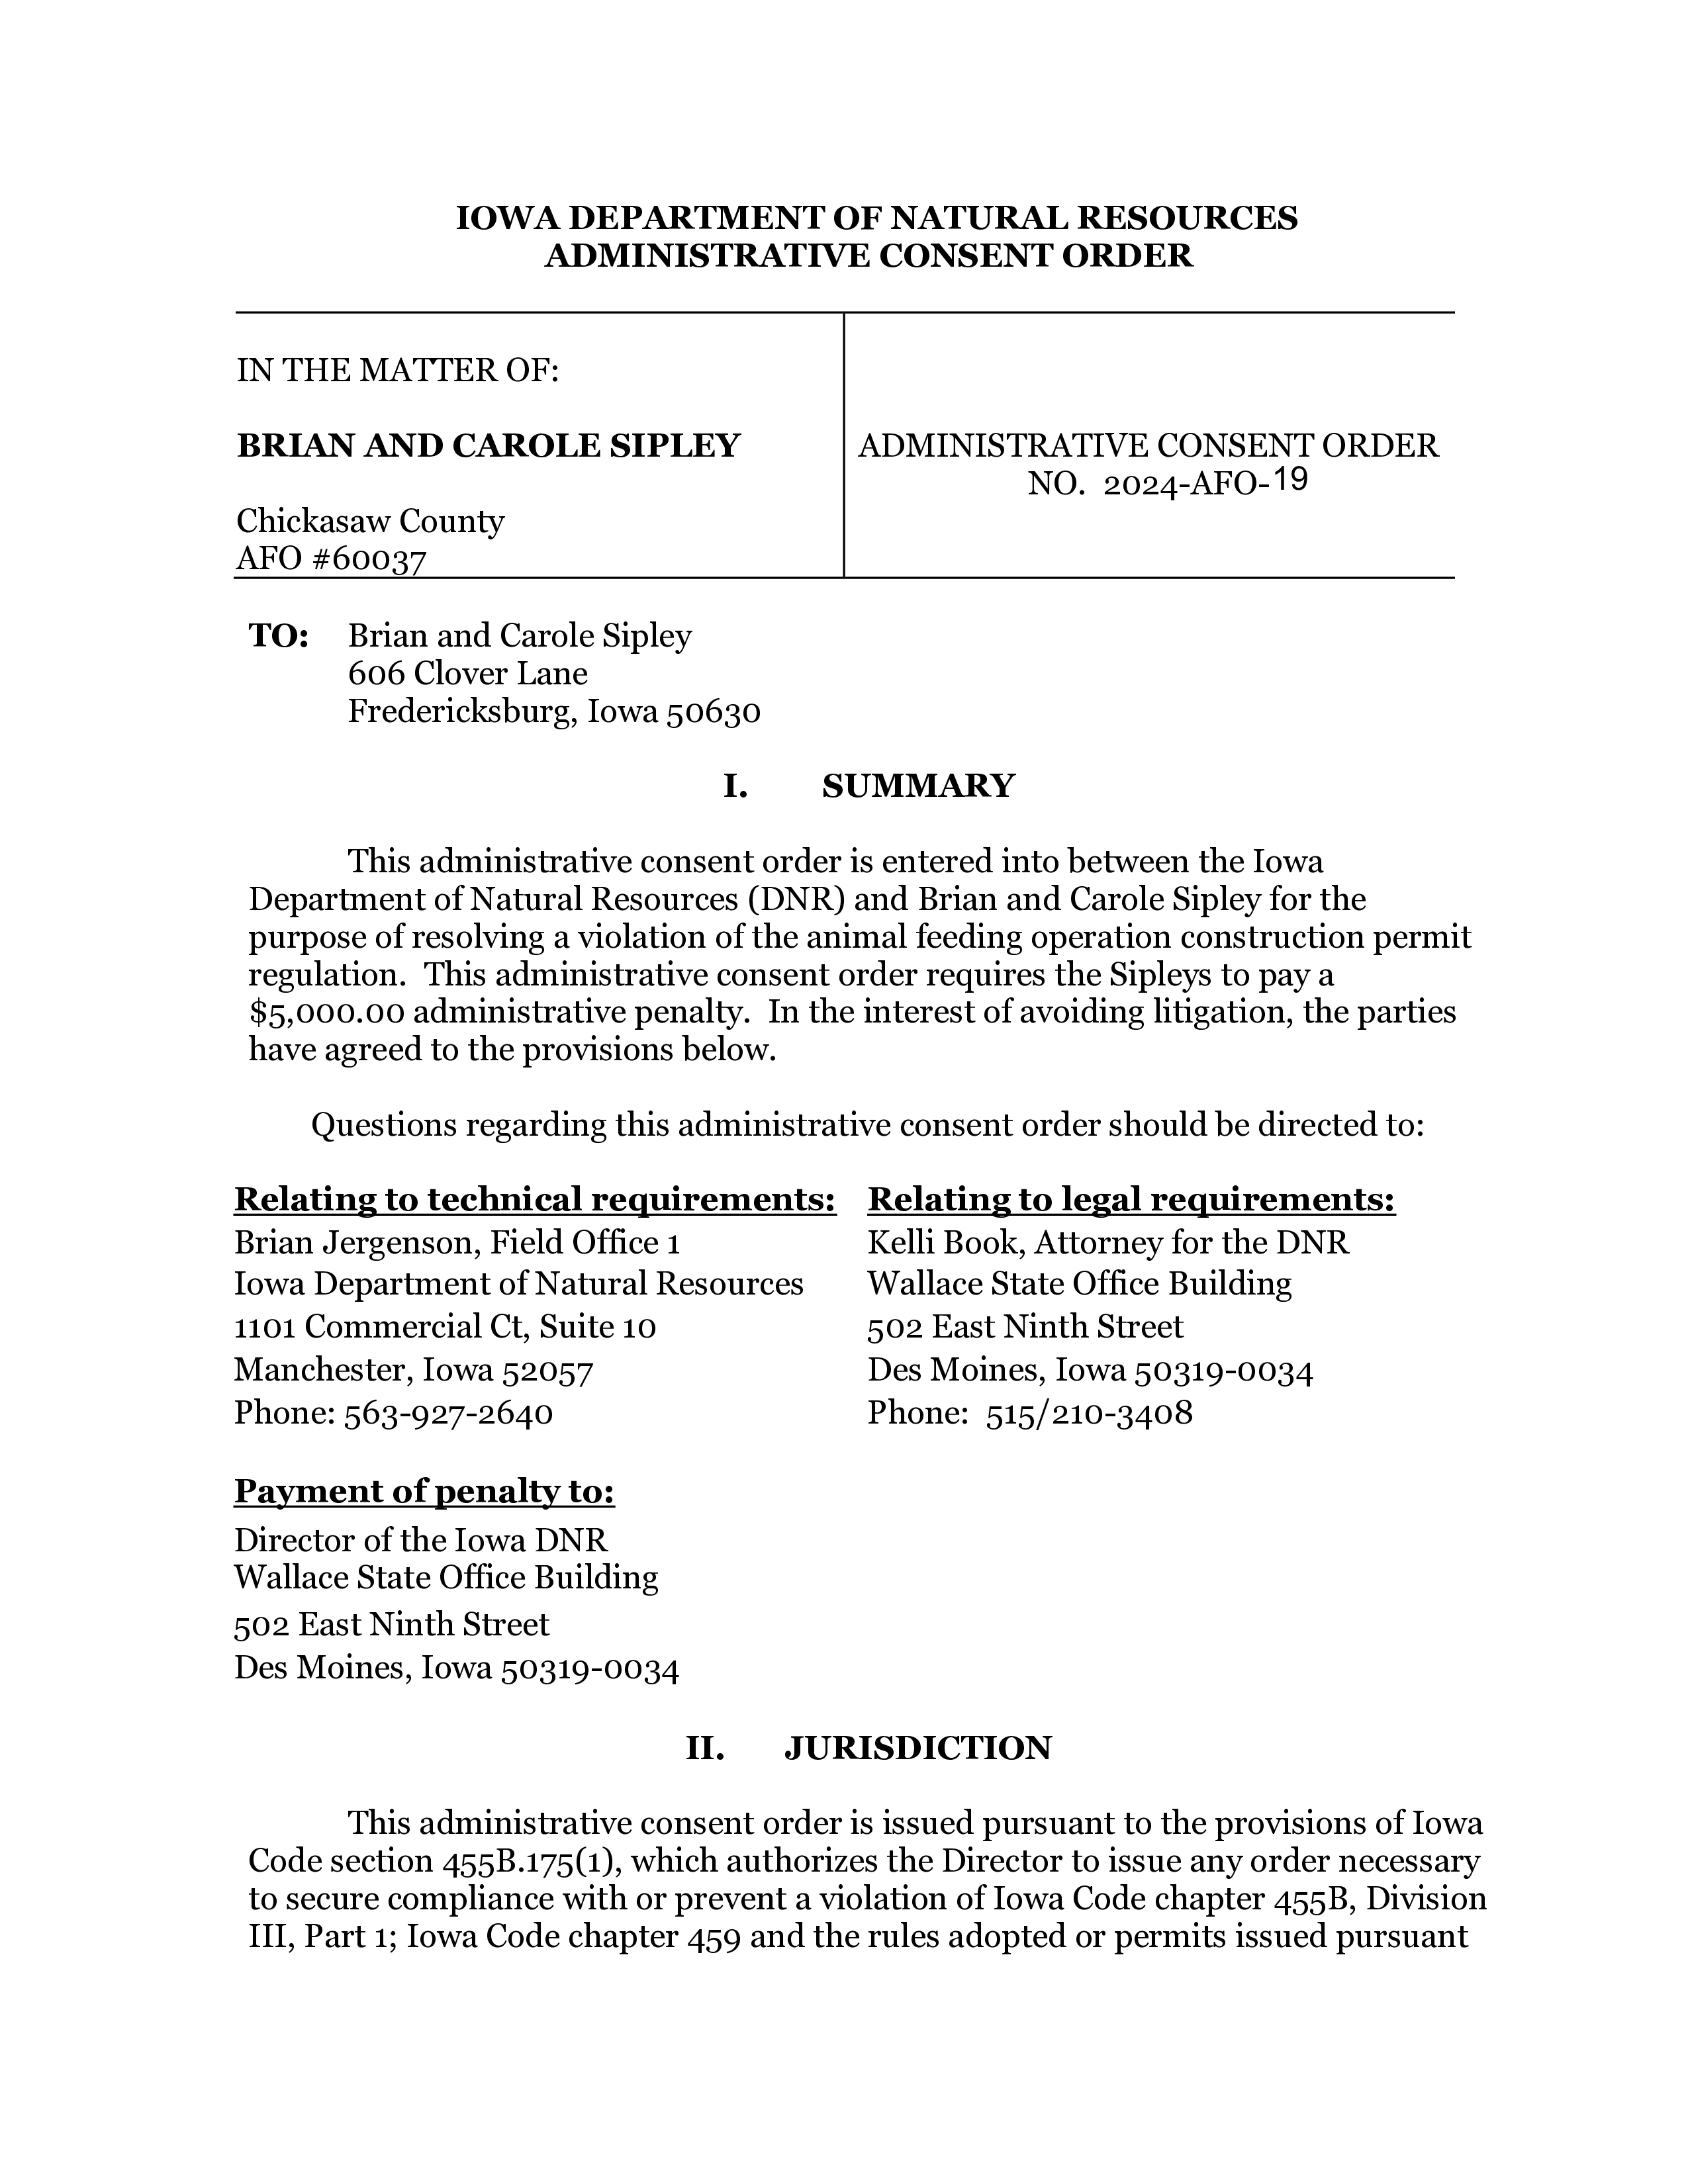 IOWA DEPARTMENT OF NATURAL RESOURCES
ADMINISTRATIVE CONSENT ORDER
IN THE MATTER OF:
BRIAN AND CAROLE SIPLEY
Chickasaw County
AFO #60037
ADMINISTRATIVE CONSENT ORDER
NO. 2024-AFO-19
TO: Brian and Carole Sipley
606 Clover Lane
Fredericksburg, Iowa 50630
I. SUMMARY
This administrative consent order is entered into between the Iowa
Department of Natural Resources (DNR) and Brian and Carole Sipley for the
purpose of resolving a violation of the animal feeding operation construction permit
regulation. This administrative consent order requires the Sipleys to pay a
$5,000.00 administrative penalty. In the interest of avoiding litigation, the parties
have agreed to the provisions below.
Questions regarding this administrative consent order should be directed to:
Relating to technical requirements:
Brian Jergenson, Field Office 1
Iowa Department of Natural Resources
1101 Commercial Ct, Suite 10
Manchester, Iowa 52057
Phone: 563-927-2640
Relating to legal requirements:
Kelli Book, Attorney for the DNR
Wallace State Office Building
502 East Ninth Street
Des Moines, Iowa 50319-0034
Phone: 515/210-3408
Payment of penalty to:
Director of the Iowa DNR
Wallace State Office Building
502 East Ninth Street
Des Moines, Iowa 50319-0034
II. JURISDICTION
This administrative consent order is issued pursuant to the provisions of Iowa
Code section 455B.175(1), which authorizes the Director to issue any order necessary
to secure compliance with or prevent a violation of Iowa Code chapter 455B, Division
III, Part 1; Iowa Code chapter 459 and the rules adopted or permits issued pursuant